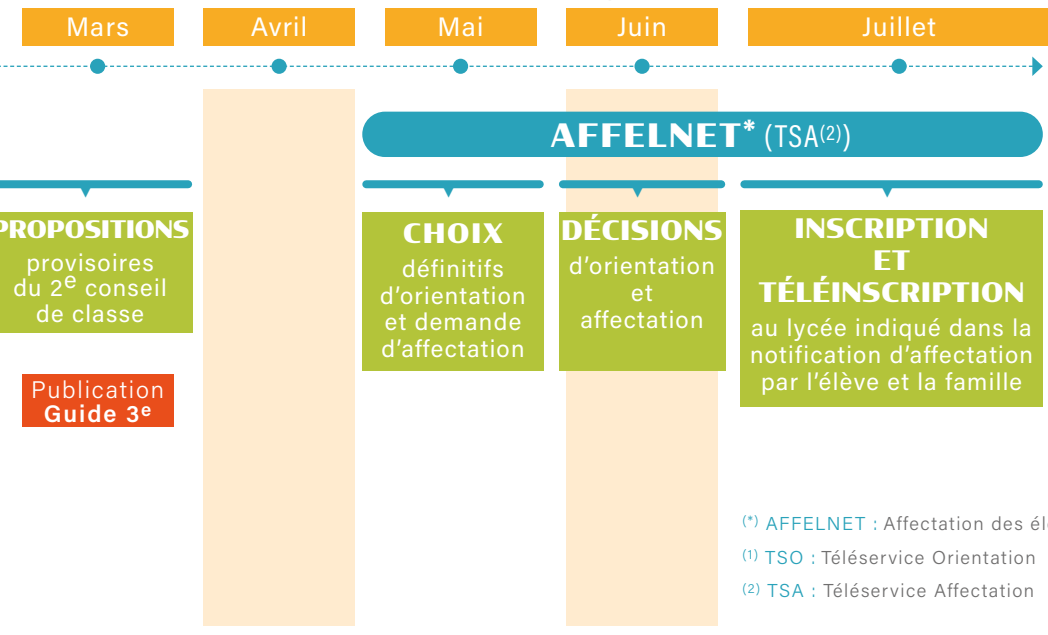 Mars
Avril
Mai
Juin
Juillet
AFFELNET* (TSA(2))
PROPOSITIONS
provisoires
du 2e conseil
de classe
CHOIX
définitifs
d'orientation
et demande
d'affectation
DÉCISIONS
d'orientation
et
affectation
INSCRIPTION
ET
TÉLÉINSCRIPTION
au lycée indiqué dans la
notification d'affectation
par l'élève et la famille
Publication
Guide 3e
(*) AFFELNET : Affectation des
(1) TSO : Téléservice Orientation
(2) TSA : Téléservice Affectation